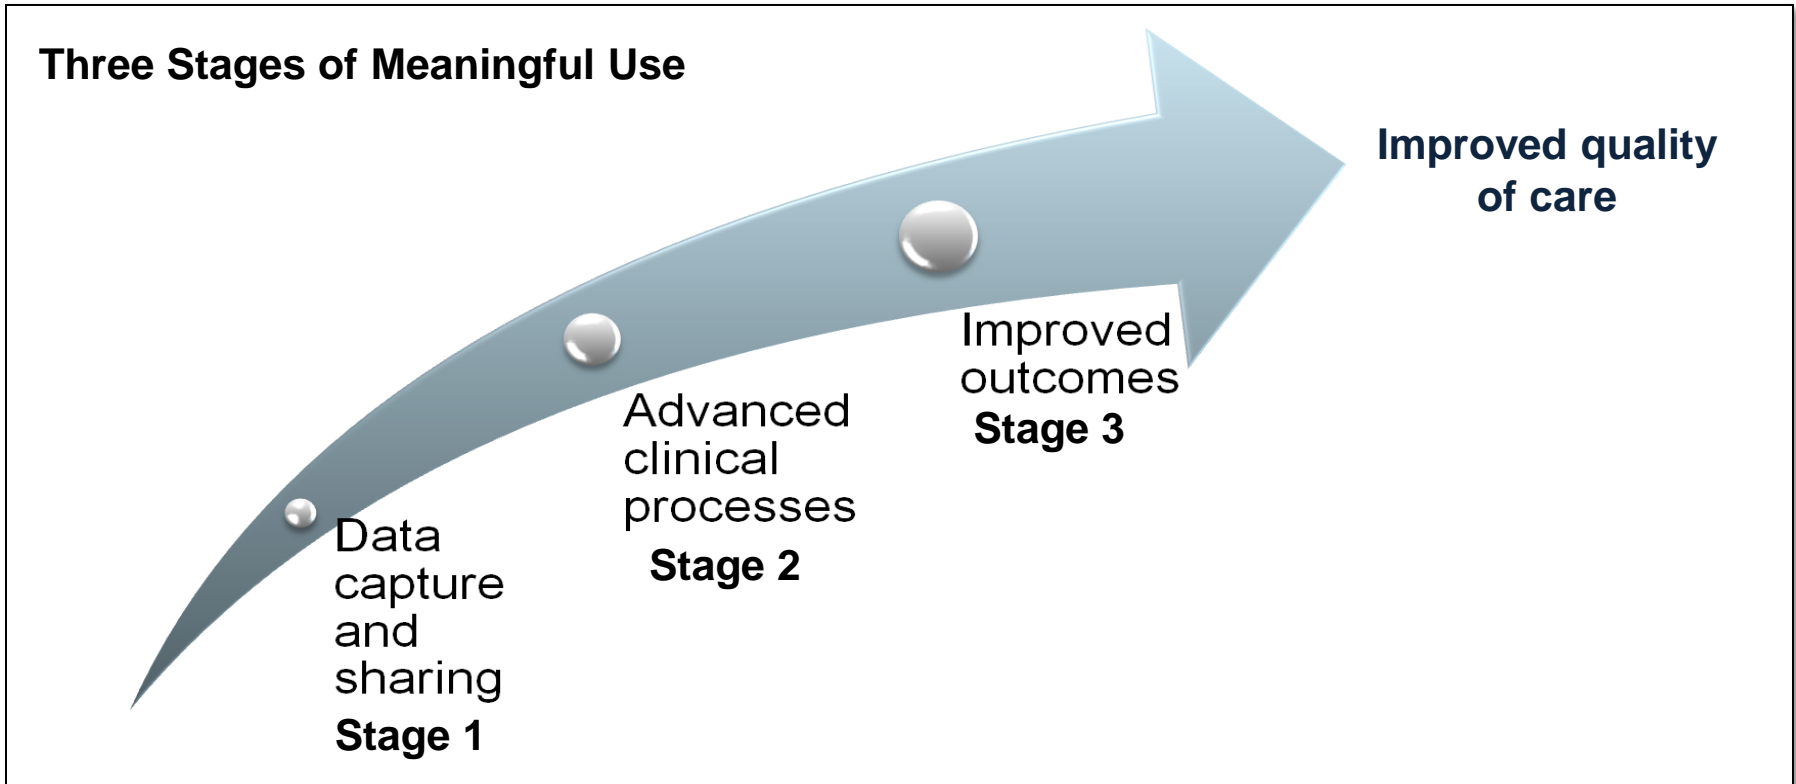 Three Stages of Meaningful Use
Improved quality
of care
Improved
outcomes
Stage 3
Advanced
clinical
processes
Stage 2
Data
capture
and
sharing
Stage 1